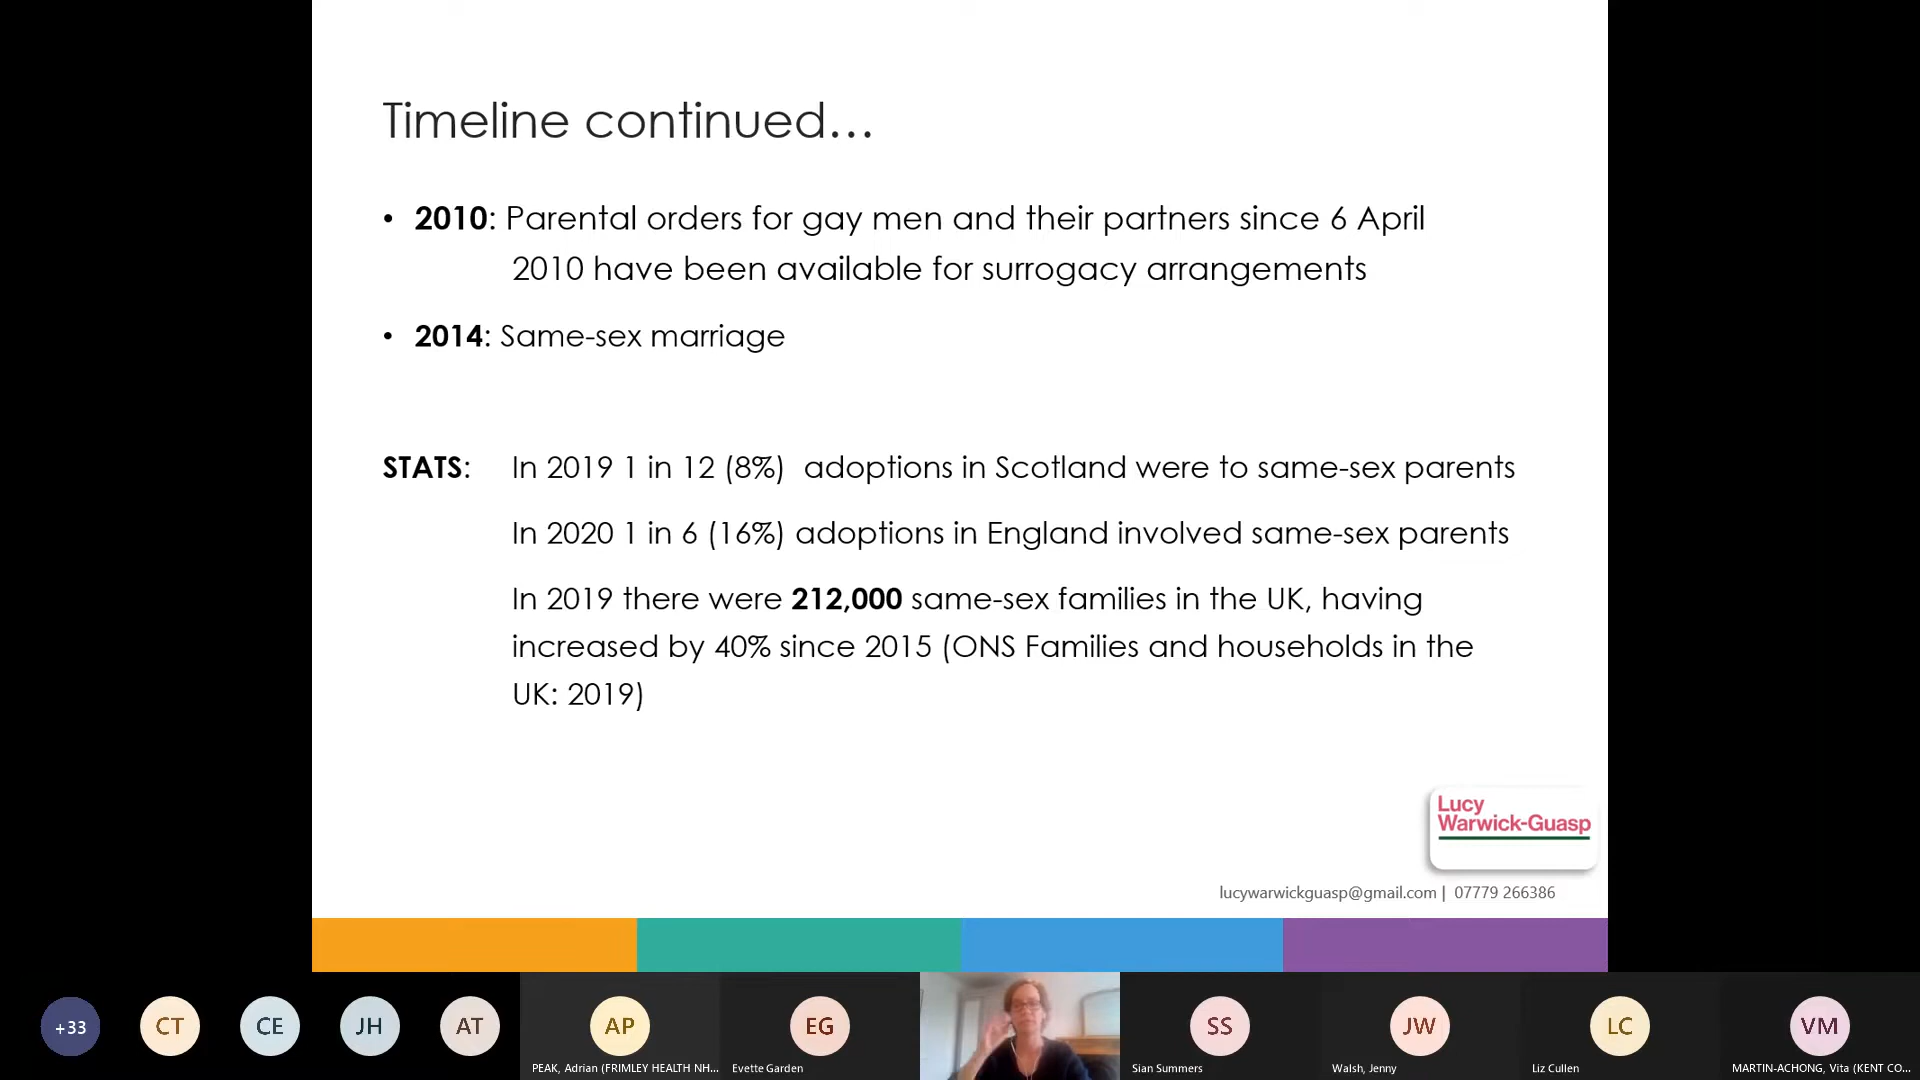 Timeline continued...
• 2010: Parental orders for gay men and their partners since 6 April
2010 have been available for surrogacy arrangements
• 2014: Same-sex marriage
STATS: In 2019 1 in 12 (8%) adoptions in Scotland were to same-sex parents
In 2020 1 in 6 (16%) adoptions in England involved same-sex parents
In 2019 there were 212,000 same-sex families in the UK, having
increased by 40% since 2015 (ONS Families and households in the
UK: 2019)
Lucy
Warwick-Guasp
lucywarwickguasp@gmail.com | 07779 266386
+33 CT CE JH AT AP EG SS JW LC VM
PEAK, Adrian (FRIMLEY HEALTH NH... Evette Garden Sian Summers Walsh, Jenny Liz Cullen MARTIN-ACHONG, Vita (KENT CO...